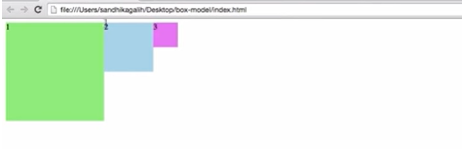 file:///Users/sandhikagalih/Desktop/box-model/index.html
1 2 3